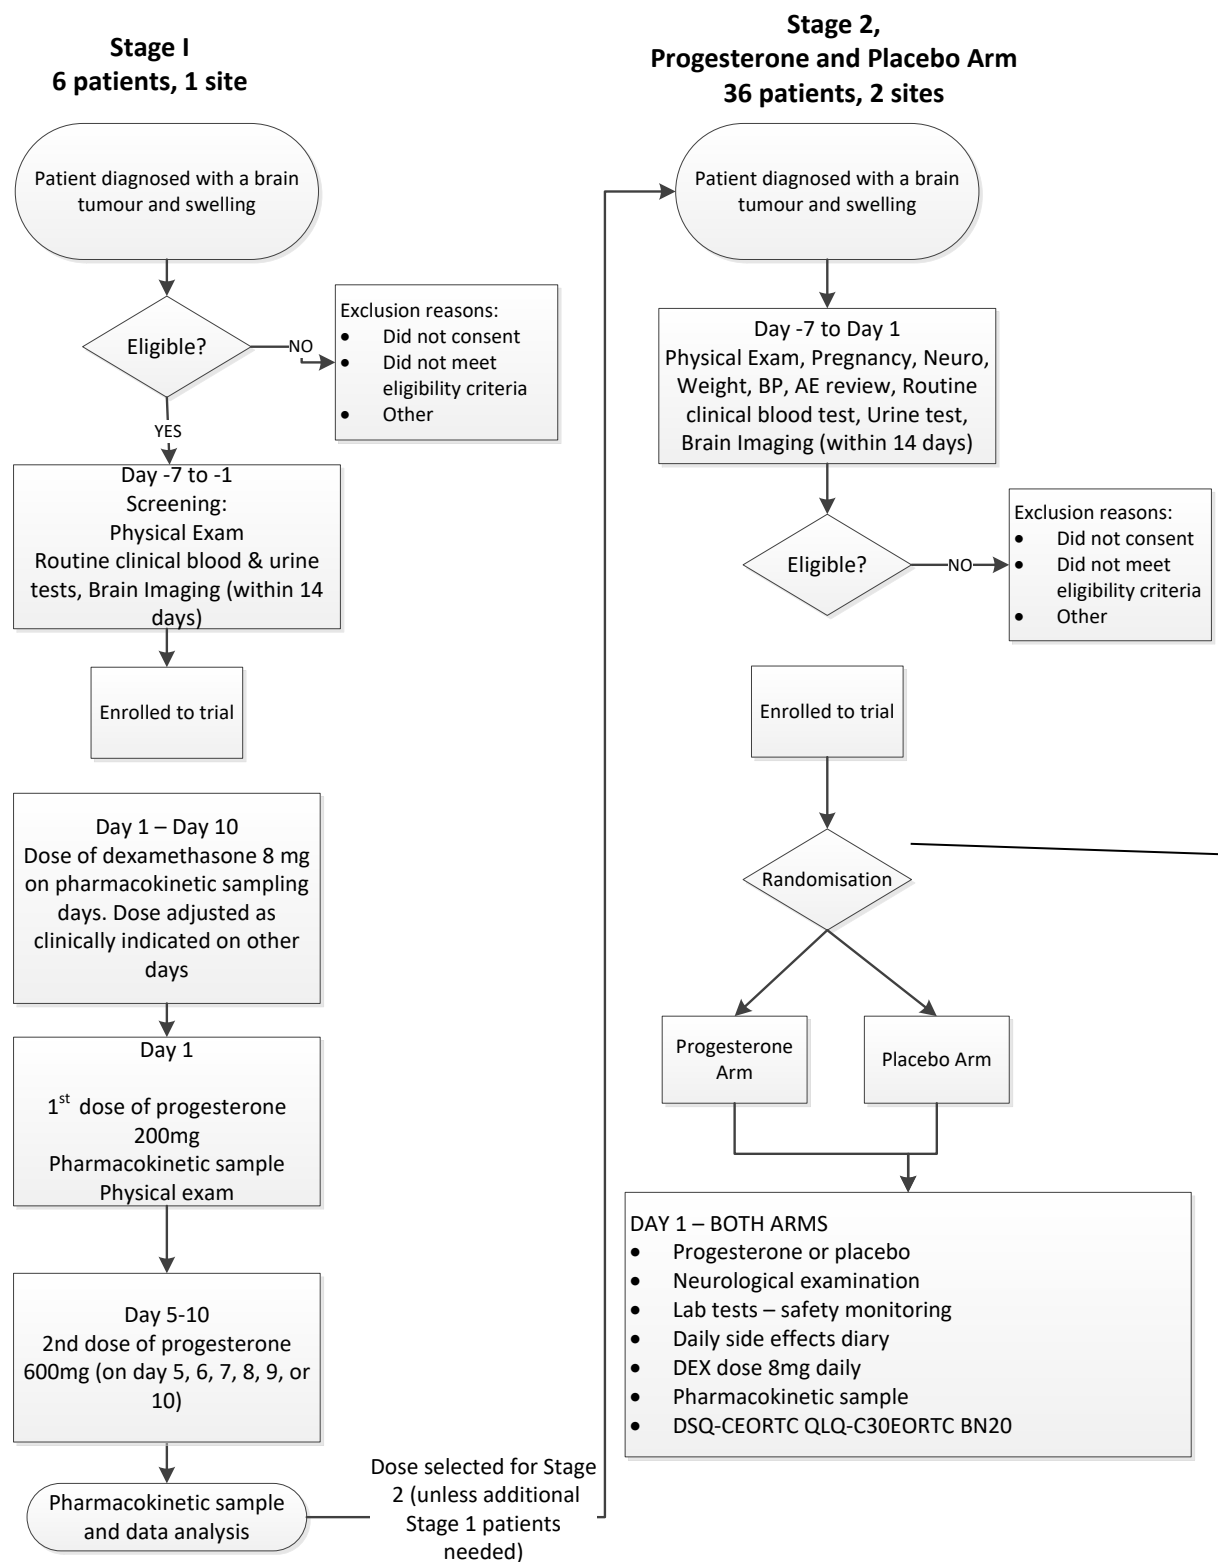 Stage I
6 patients, 1 site
Patient diagnosed with a brain
tumour and swelling
Eligible?
NO
Exclusion reasons:
• Did not consent
• Did not meet
eligibility criteria
• Other
YES
Day -7 to -1
Screening:
Physical Exam
Routine clinical blood & urine
tests, Brain Imaging (within 14
days)
Enrolled to trial
Day 1 – Day 10
Dose of dexamethasone 8 mg
on pharmacokinetic sampling
days. Dose adjusted as
clinically indicated on other
days
Day 1
1st dose of progesterone
200mg
Pharmacokinetic sample
Physical exam
Day 5-10
2nd dose of progesterone
600mg (on day 5, 6, 7, 8, 9, or
10)
Pharmacokinetic sample
and data analysis
Dose selected for Stage
2 (unless additional
Stage 1 patients
needed)
Stage 2,
Progesterone and Placebo Arm
36 patients, 2 sites
Patient diagnosed with a brain
tumour and swelling
Day -7 to Day 1
Physical Exam, Pregnancy, Neuro,
Weight, BP, AE review, Routine
clinical blood test, Urine test,
Brain Imaging (within 14 days)
Eligible?
NO
Exclusion reasons:
• Did not consent
• Did not meet
eligibility criteria
• Other
Enrolled to trial
Randomisation
Progesterone
Arm
Placebo Arm
DAY 1 – BOTH ARMS
• Progesterone or placebo
• Neurological examination
• Lab tests – safety monitoring
• Daily side effects diary
• DEX dose 8mg daily
• Pharmacokinetic sample
• DSQ-CEORTC QLQ-C30EORTC BN20